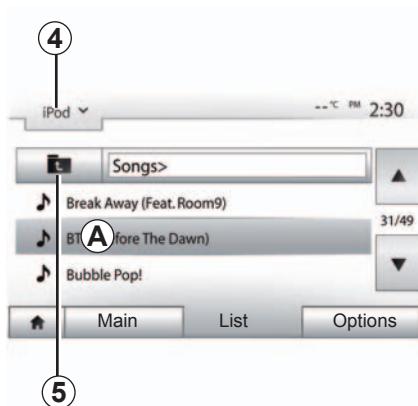 4
iPod --°C PM 2:30
Songs>
Break Away (Feat. Room9)
31/49
A
fore The Dawn)
Bubble Pop!
Main List Options
5